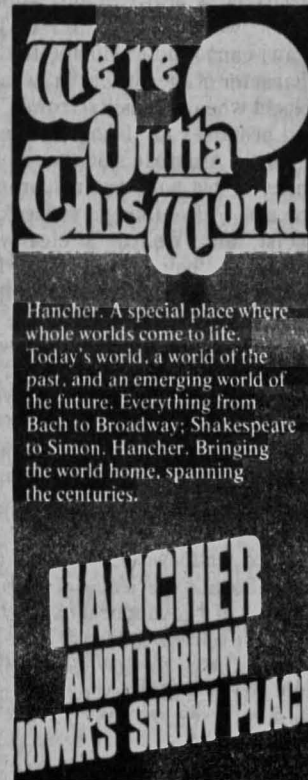 We're
Outta
This World
Hancher. A special place where
whole worlds come to life.
Today's world, a world of the
past, and an emerging world of
the future. Everything from
Bach to Broadway; Shakespeare
to Simon. Hancher. Bringing
the world home, spanning
the centuries.
HANCHER
AUDITORIUM
IOWA'S SHOW PLACE